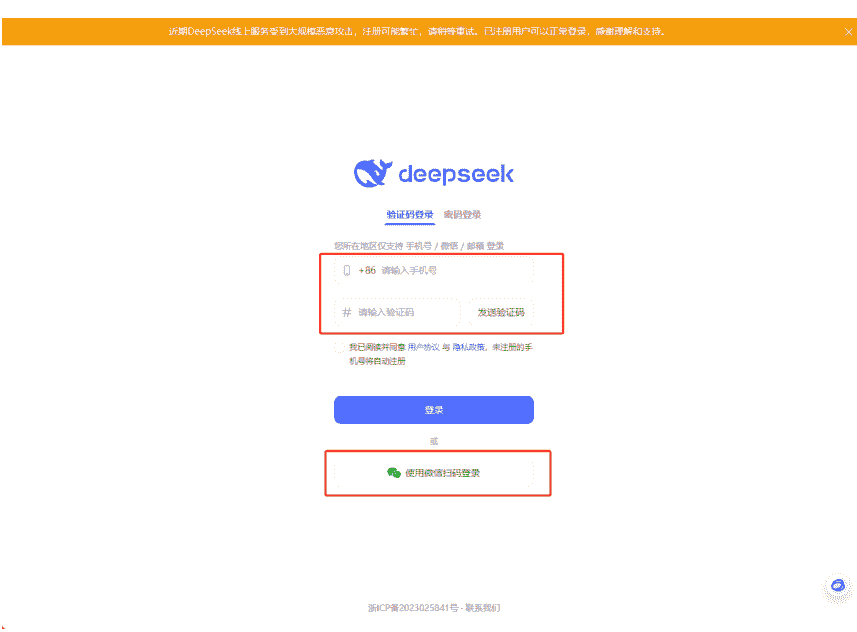 近期DeepSeek线上服务受到大规模恶意攻击，注册可能繁忙，请稍等重试。已注册用户可以正常登录，感谢理解和支持。
deepseek
验证码登录 密码登录
您所在地区仅支持 手机号 / 微信 / 邮箱 登录
+86 请输入手机号
# 请输入验证码 发送验证码
我已阅读并同意 用户协议 与 隐私政策，未注册的手
机号将自动注册
登录
或
使用微信扫码登录
浙ICP备2023025841号 · 联系我们